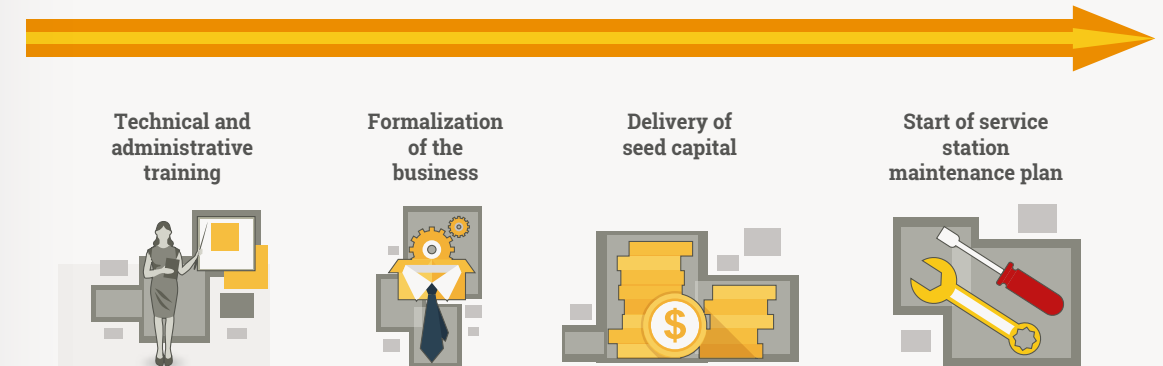 Technical and
administrative
training
Formalization
of the
business
Delivery of
seed capital
Start of service
station
maintenance plan
$